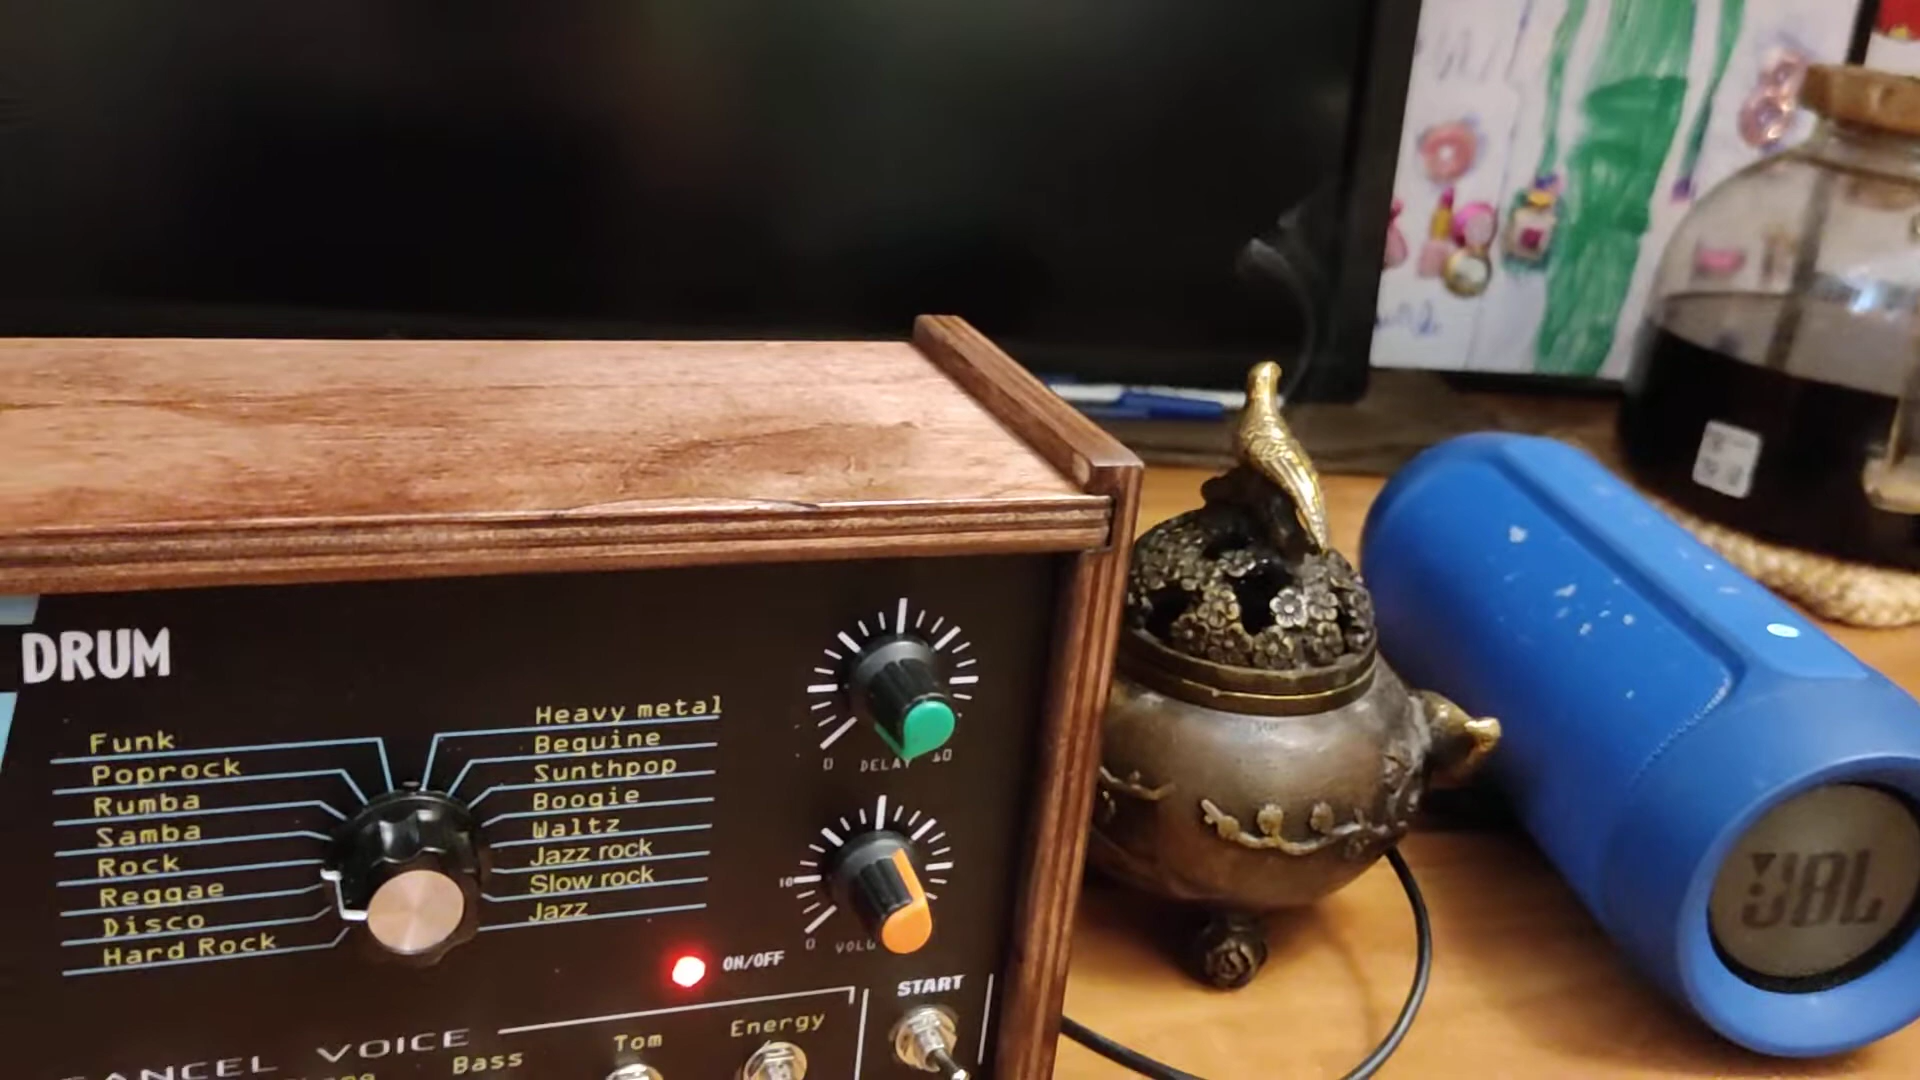 DRUM
Funk
Poprock
Rumba
Samba
Rock
Reggae
Disco
Hard Rock
Heavy metal
Beguine
Sunthpop
Boogie
Waltz
Jazz rock
Slow rock
Jazz
0 DELAY 10
10
0
ON/OFF
START
VOICE
Bass
Tom
Energy
JBL